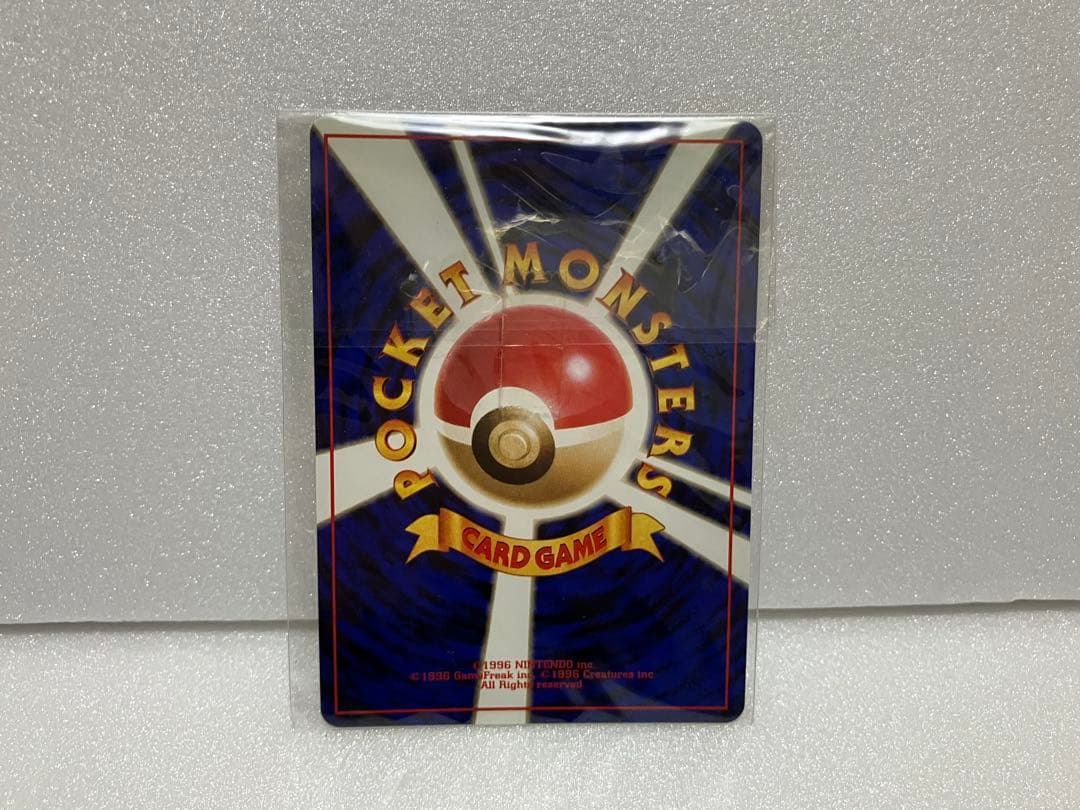 POCKET MONSTERS
CARD GAME
©1996 NINTENDO inc
©1996 GameFreak inc, ©1996 Creatures inc
All Rights reserved